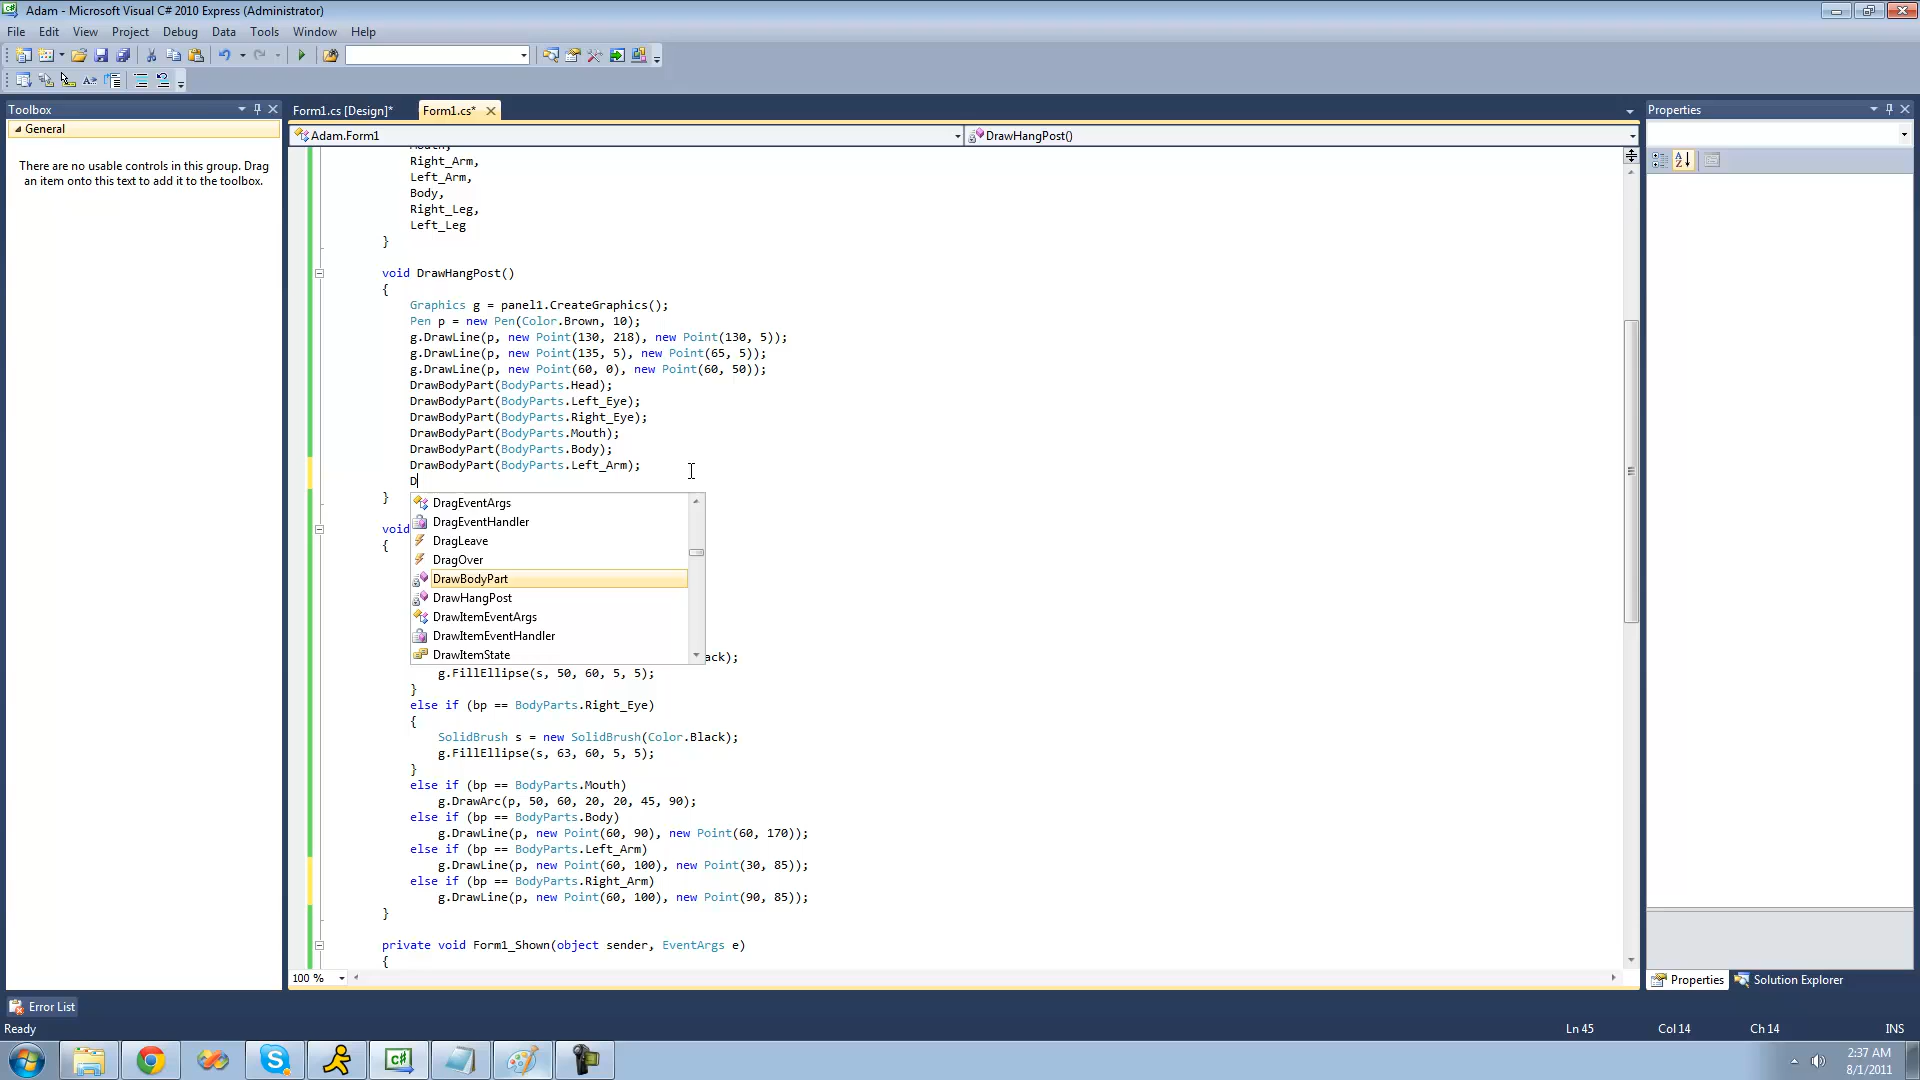 Adam - Microsoft Visual C# 2010 Express (Administrator)
File Edit View Project Debug Data Tools Window Help
Toolbox
General
There are no usable controls in this group. Drag
an item onto this text to add it to the toolbox.
Form1.cs [Design]* Form1.cs*
Adam.Form1 DrawHangPost()
Right_Arm,
Left_Arm,
Body,
Right_Leg,
Left_Leg
}
void DrawHangPost()
{
Graphics g = panel1.CreateGraphics();
Pen p = new Pen(Color.Brown, 10);
g.DrawLine(p, new Point(130, 218), new Point(130, 5));
g.DrawLine(p, new Point(135, 5), new Point(65, 5));
g.DrawLine(p, new Point(60, 0), new Point(60, 50));
DrawBodyPart(BodyParts.Head);
DrawBodyPart(BodyParts.Left_Eye);
DrawBodyPart(BodyParts.Right_Eye);
DrawBodyPart(BodyParts.Mouth);
DrawBodyPart(BodyParts.Body);
DrawBodyPart(BodyParts.Left_Arm);
D
}
void
{
DragEventArgs
DragEventHandler
DragLeave
DragOver
DrawBodyPart
DrawHangPost
DrawItemEventArgs
DrawItemEventHandler
DrawItemState
ack);
g.FillEllipse(s, 50, 60, 5, 5);
}
else if (bp == BodyParts.Right_Eye)
{
SolidBrush s = new SolidBrush(Color.Black);
g.FillEllipse(s, 63, 60, 5, 5);
}
else if (bp == BodyParts.Mouth)
g.DrawArc(p, 50, 60, 20, 20, 45, 90);
else if (bp == BodyParts.Body)
g.DrawLine(p, new Point(60, 90), new Point(60, 170));
else if (bp == BodyParts.Left_Arm)
g.DrawLine(p, new Point(60, 100), new Point(30, 85));
else if (bp == BodyParts.Right_Arm)
g.DrawLine(p, new Point(60, 100), new Point(90, 85));
}
private void Form1_Shown(object sender, EventArgs e)
{
100 %
Properties
Properties Solution Explorer
Error List
Ready Ln 45 Col 14 Ch 14 INS
2:37 AM
8/1/2011